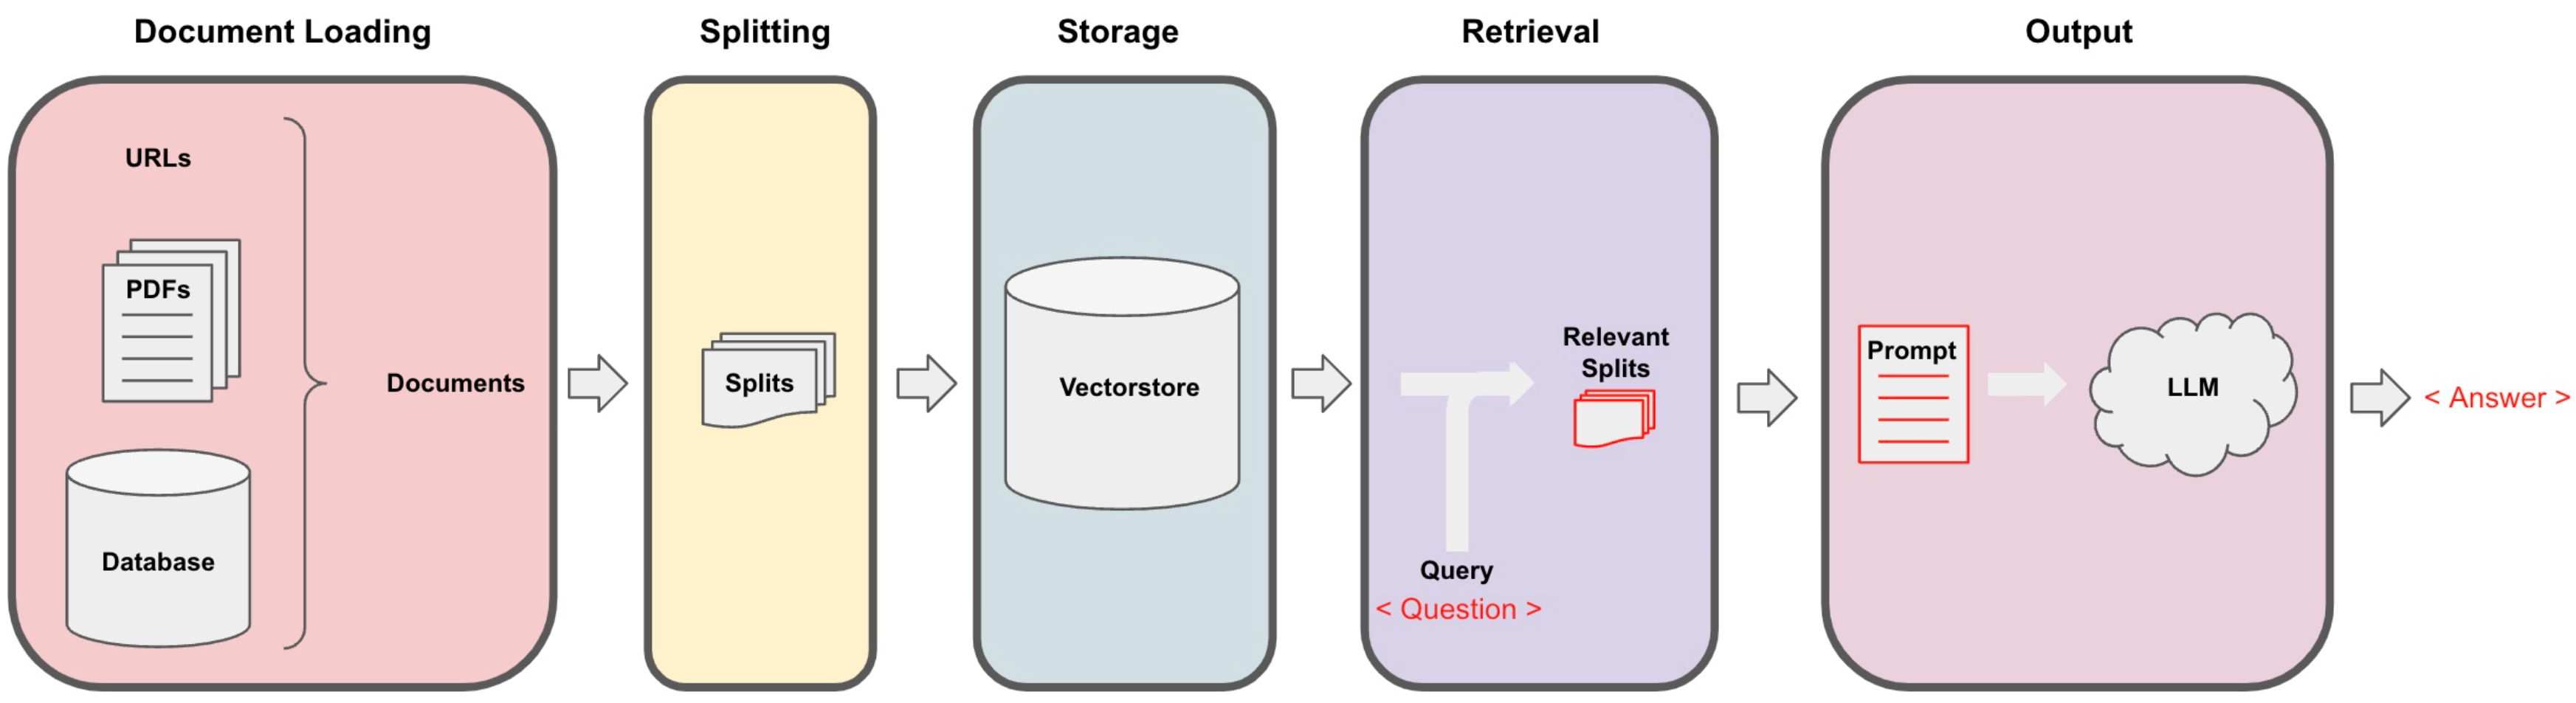 Document Loading
Splitting
Storage
Retrieval
Output
URLs
PDFs
Database
Documents
Splits
Vectorstore
Query
< Question >
Relevant
Splits
Prompt
LLM
< Answer >